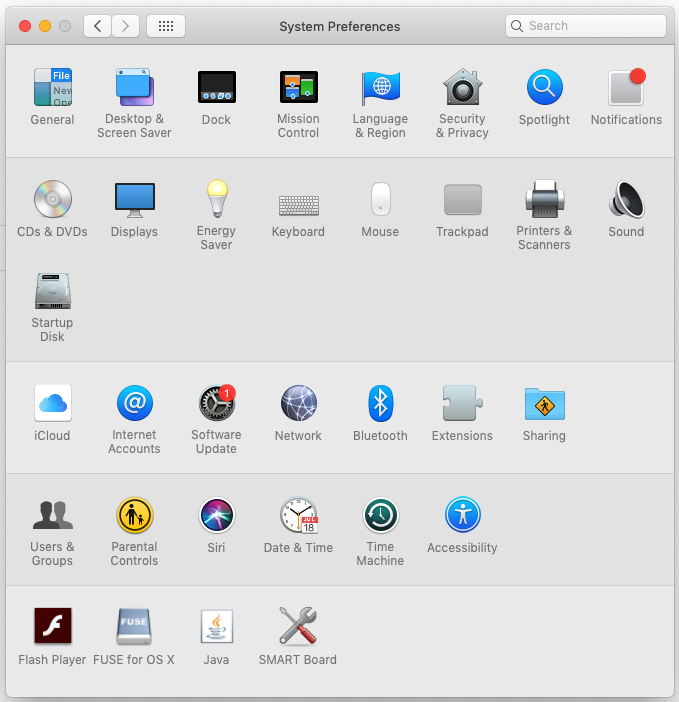 System Preferences
Search
File
New
Ope
General
Desktop &
Screen Saver
Dock
Mission
Control
Language
& Region
Security
& Privacy
Spotlight
Notifications
CDs & DVDs
Displays
Energy
Saver
Keyboard
Mouse
Trackpad
Printers &
Scanners
Sound
Startup
Disk
iCloud
@
Internet
Accounts
1
Software
Update
Network
Bluetooth
Extensions
Sharing
Users &
Groups
Parental
Controls
Siri
JUL
18
Date & Time
Time
Machine
Accessibility
Flash Player
FUSE
FUSE for OS X
Java
SMART Board